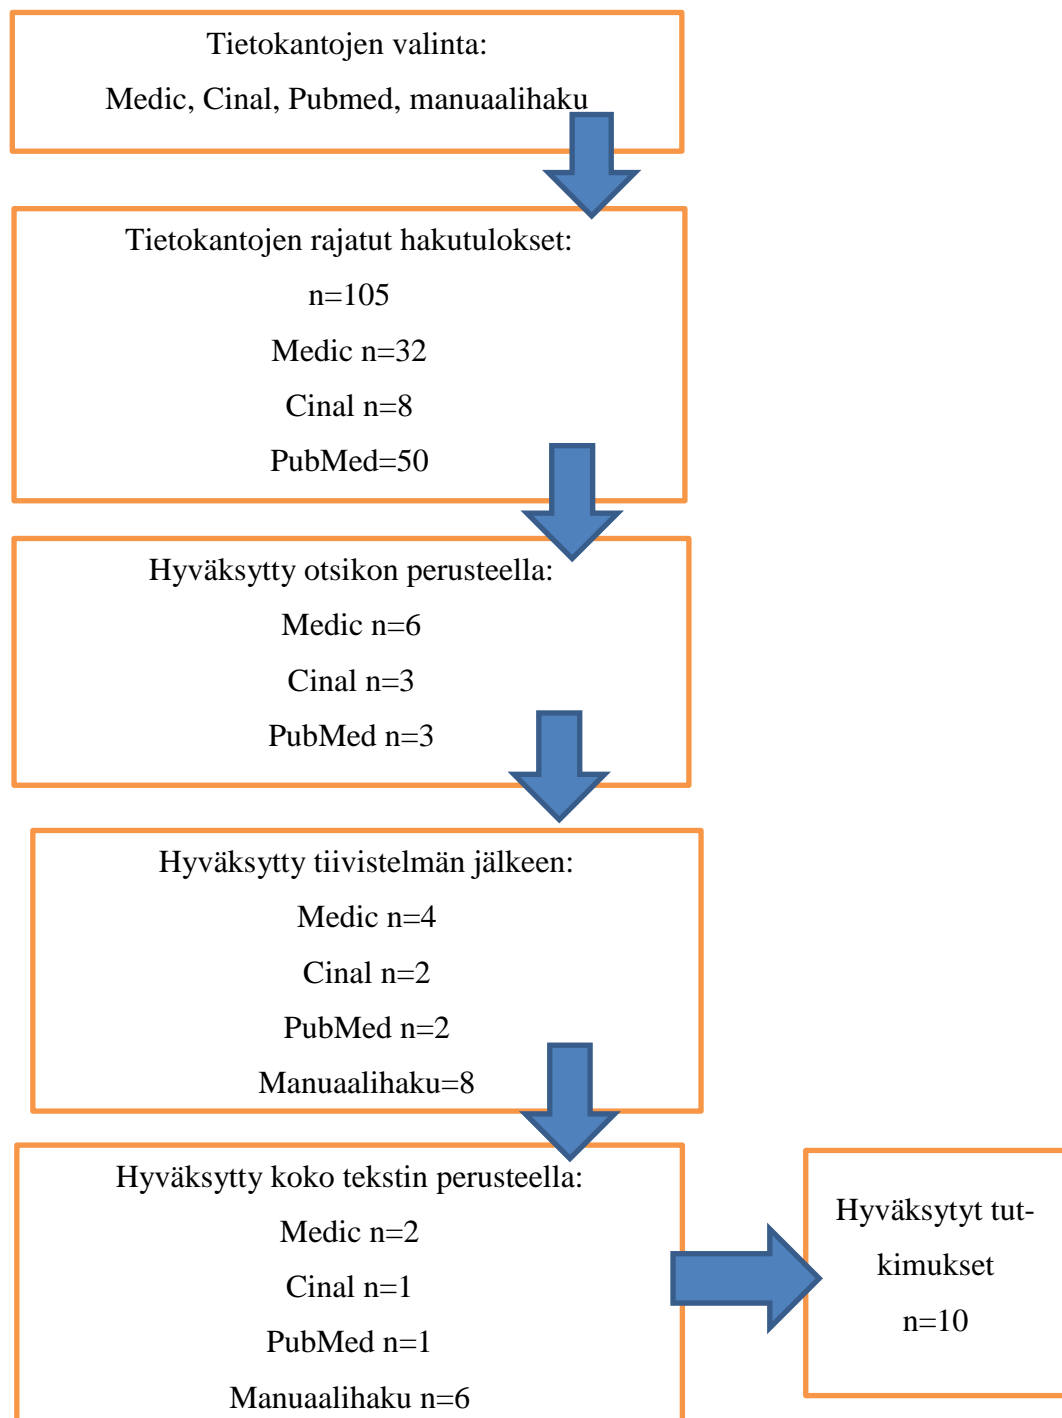 Tietokantojen valinta:
Medic, Cinal, Pubmed, manuaalihaku
Tietokantojen rajatut hakutulokset:
n=105
Medic n=32
Cinal n=8
PubMed=50
Hyväksytty otsikon perusteella:
Medic n=6
Cinal n=3
PubMed n=3
Hyväksytty tiivistelmän jälkeen:
Medic n=4
Cinal n=2
PubMed n=2
Manuaalihaku=8
Hyväksytty koko tekstin perusteella:
Medic n=2
Cinal n=1
PubMed n=1
Manuaalihaku n=6
Hyväksytyt tut-
kimukset
n=10